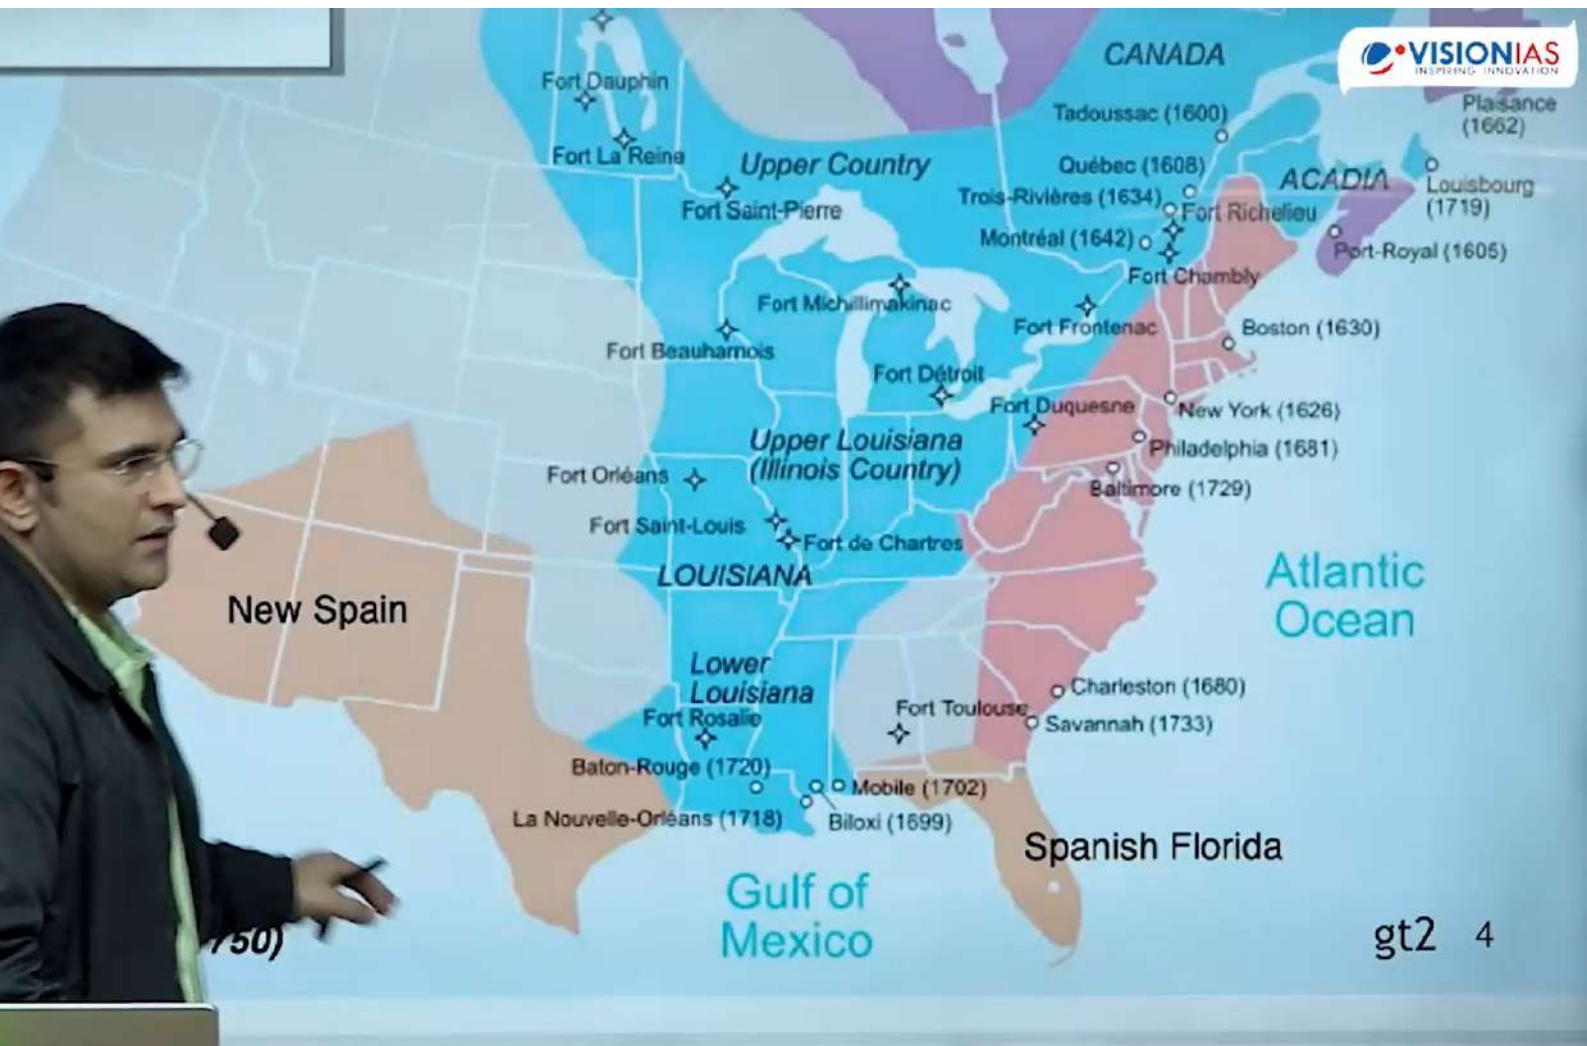 VISIONIAS
INSPIRING INNOVATION
CANADA
Fort Dauphin
Tadoussac (1600)
Plaisance
(1662)
Fort La Reine
Upper Country
Québec (1608)
ACADIA
Louisbourg
(1719)
Trois-Rivières (1634)
Fort Richelieu
Fort Saint-Pierre
Montréal (1642)
Port-Royal (1605)
Fort Chambly
Fort Michillimakinac
Fort Frontenac
Boston (1630)
Fort Beauharnois
Fort Détroit
Fort Duquesne
New York (1626)
Upper Louisiana
(Illinois Country)
Philadelphia (1681)
Fort Orléans
Baltimore (1729)
Fort Saint-Louis
Fort de Chartres
LOUISIANA
Atlantic
Ocean
New Spain
Lower
Louisiana
Charleston (1680)
Fort Rosalie
Fort Toulouse
Savannah (1733)
Baton-Rouge (1720)
Mobile (1702)
La Nouvelle-Orléans (1718)
Biloxi (1699)
Spanish Florida
Gulf of
Mexico
750)
gt2 4